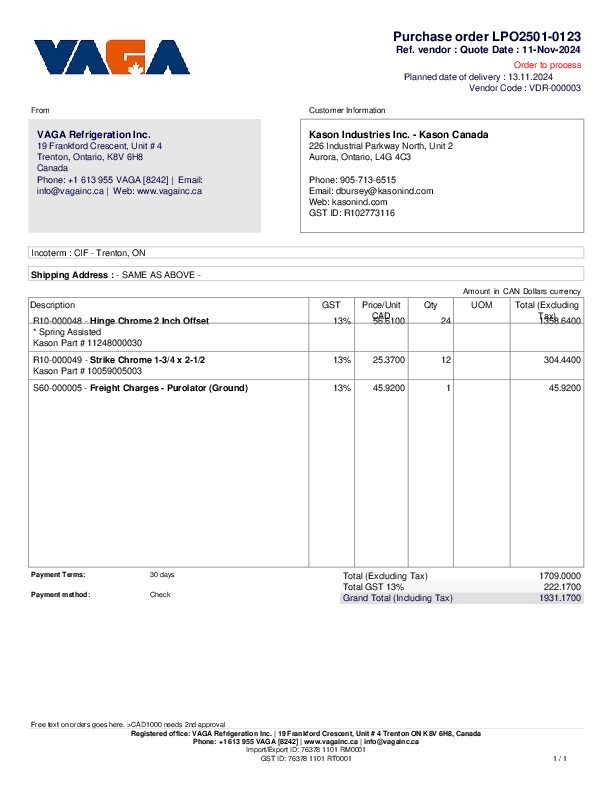 VAGA
Purchase order LPO2501-0123
Ref. vendor : Quote Date : 11-Nov-2024
Order to process
Planned date of delivery : 13.11.2024
Vendor Code : VDR-000003
From
Customer Information
VAGA Refrigeration Inc.
19 Frankford Crescent, Unit # 4
Trenton, Ontario, K8V 6H8
Canada
Phone: +1 613 955 VAGA [8242] | Email:
info@vagainc.ca | Web: www.vagainc.ca
Kason Industries Inc. - Kason Canada
226 Industrial Parkway North, Unit 2
Aurora, Ontario, L4G 4C3
Phone: 905-713-6515
Email: dbursey@kasonind.com
Web: kasonind.com
GST ID: R102773116
Incoterm : CIF - Trenton, ON
Shipping Address : - SAME AS ABOVE -
Amount in CAN Dollars currency
Description GST Price/Unit CAD Qty UOM Total (Excluding Tax)
R10-000048 - Hinge Chrome 2 Inch Offset 13% 56.6100 24 1358.6400
* Spring Assisted
Kason Part # 11248000030
R10-000049 - Strike Chrome 1-3/4 x 2-1/2 13% 25.3700 12 304.4400
Kason Part # 10059005003
S60-000005 - Freight Charges - Purolator (Ground) 13% 45.9200 1 45.9200
Payment Terms: 30 days
Payment method: Check
Total (Excluding Tax) 1709.0000
Total GST 13% 222.1700
Grand Total (Including Tax) 1931.1700
Free text on orders goes here. >CAD1000 needs 2nd approval
Registered office: VAGA Refrigeration Inc. | 19 Frankford Crescent, Unit # 4 Trenton ON K8V 6H8, Canada
Phone: +1 613 955 VAGA [8242] | www.vagainc.ca | info@vagainc.ca
Import/Export ID: 76378 1101 RM0001
GST ID: 76378 1101 RT0001
1 / 1